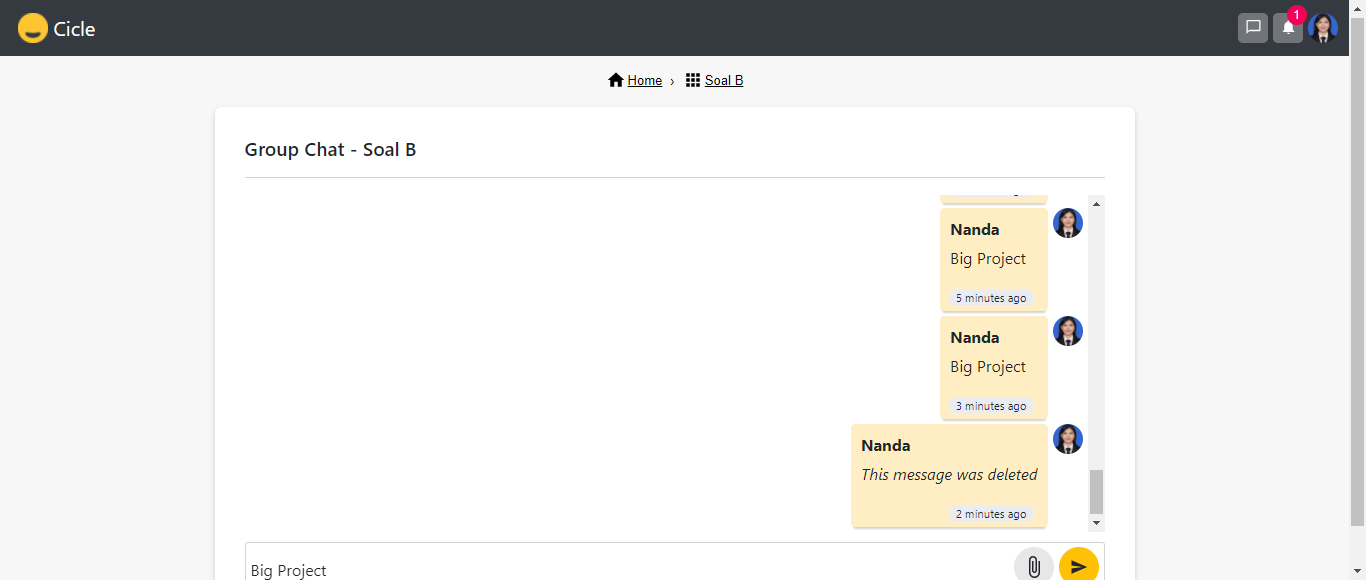 Cicle
1
Home › Soal B
Group Chat - Soal B
Nanda
Big Project
5 minutes ago
Nanda
Big Project
3 minutes ago
Nanda
This message was deleted
2 minutes ago
Big Project